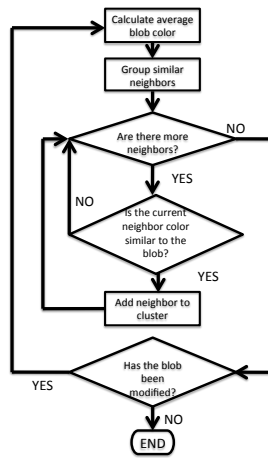 Calculate average
blob color
Group similar
neighbors
Are there more
neighbors?
NO
YES
NO
Is the current
neighbor color
similar to the
blob?
YES
Add neighbor to
cluster
Has the blob
been
modified?
YES
NO
END